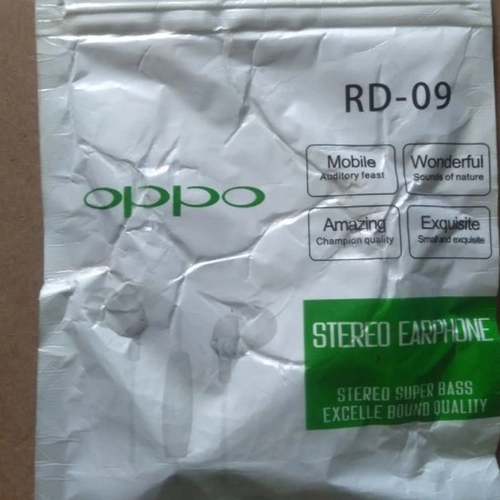 RD-09
oppo
Mobile
Auditory feast
Wonderful
Sounds of nature
Amazing
Champion quality
Exquisite
Small and exquisite
STEREO EARPHONE
STEREO SUPER BASS
EXCELLE BOUND QUALITY